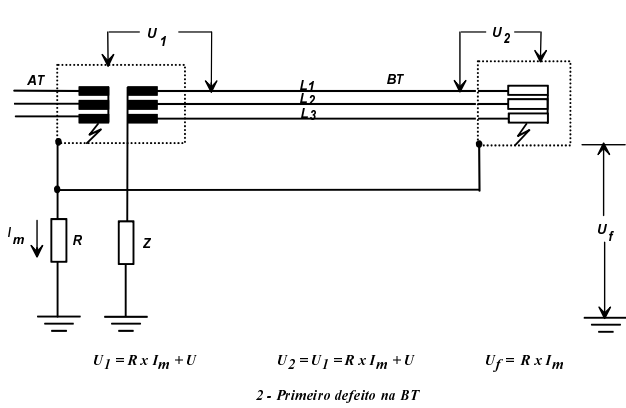 U1
U2
AT
L1
BT
L2
L3
Im
R
Z
Uf
U1 = R x Im + U
U2 = U1 = R x Im + U
Uf = R x Im
2 - Primeiro defeito na BT